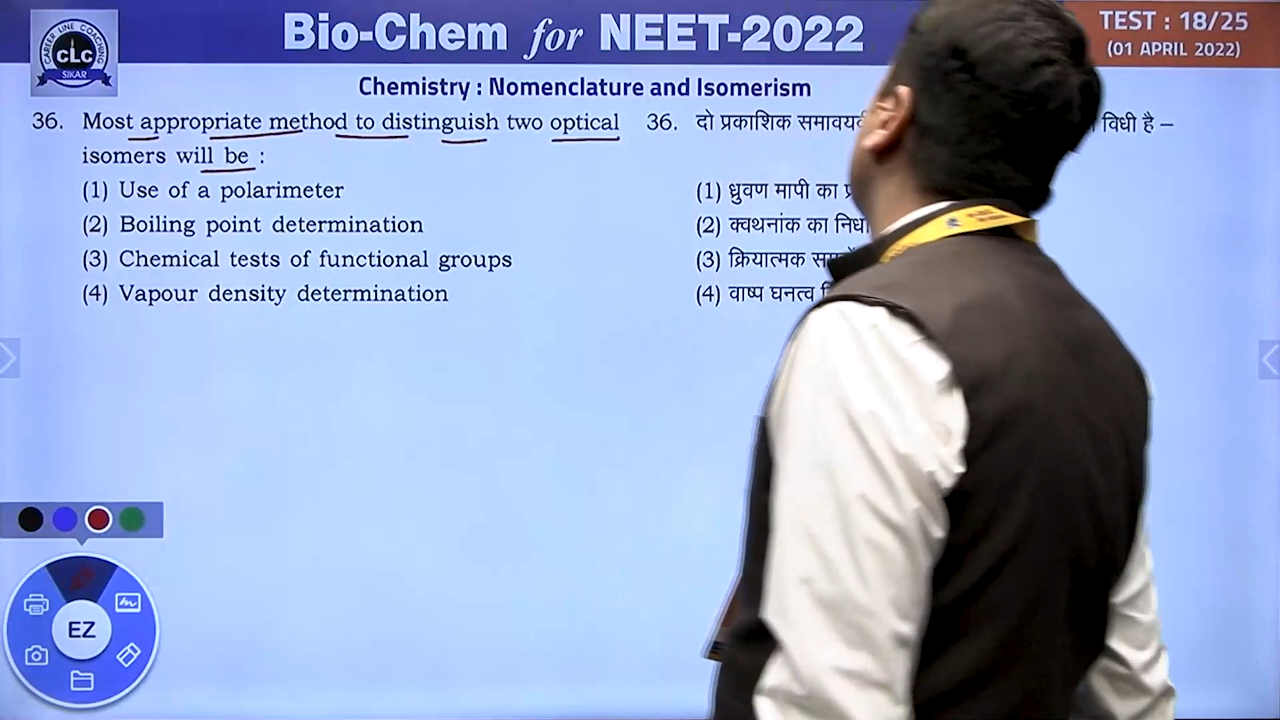 CAREER LINE COACHING
CLC
SIKAR
Bio-Chem for NEET-2022
TEST : 18/25
(01 APRIL 2022)
Chemistry : Nomenclature and Isomerism
36. Most appropriate method to distinguish two optical
isomers will be :
(1) Use of a polarimeter
(2) Boiling point determination
(3) Chemical tests of functional groups
(4) Vapour density determination
36. दो प्रकाशिक विधी है –
(1) ध्रुवण मापी का
(2) क्वथनांक का
(3) क्रियात्मक
(4) वाष्प घनत्व
EZ